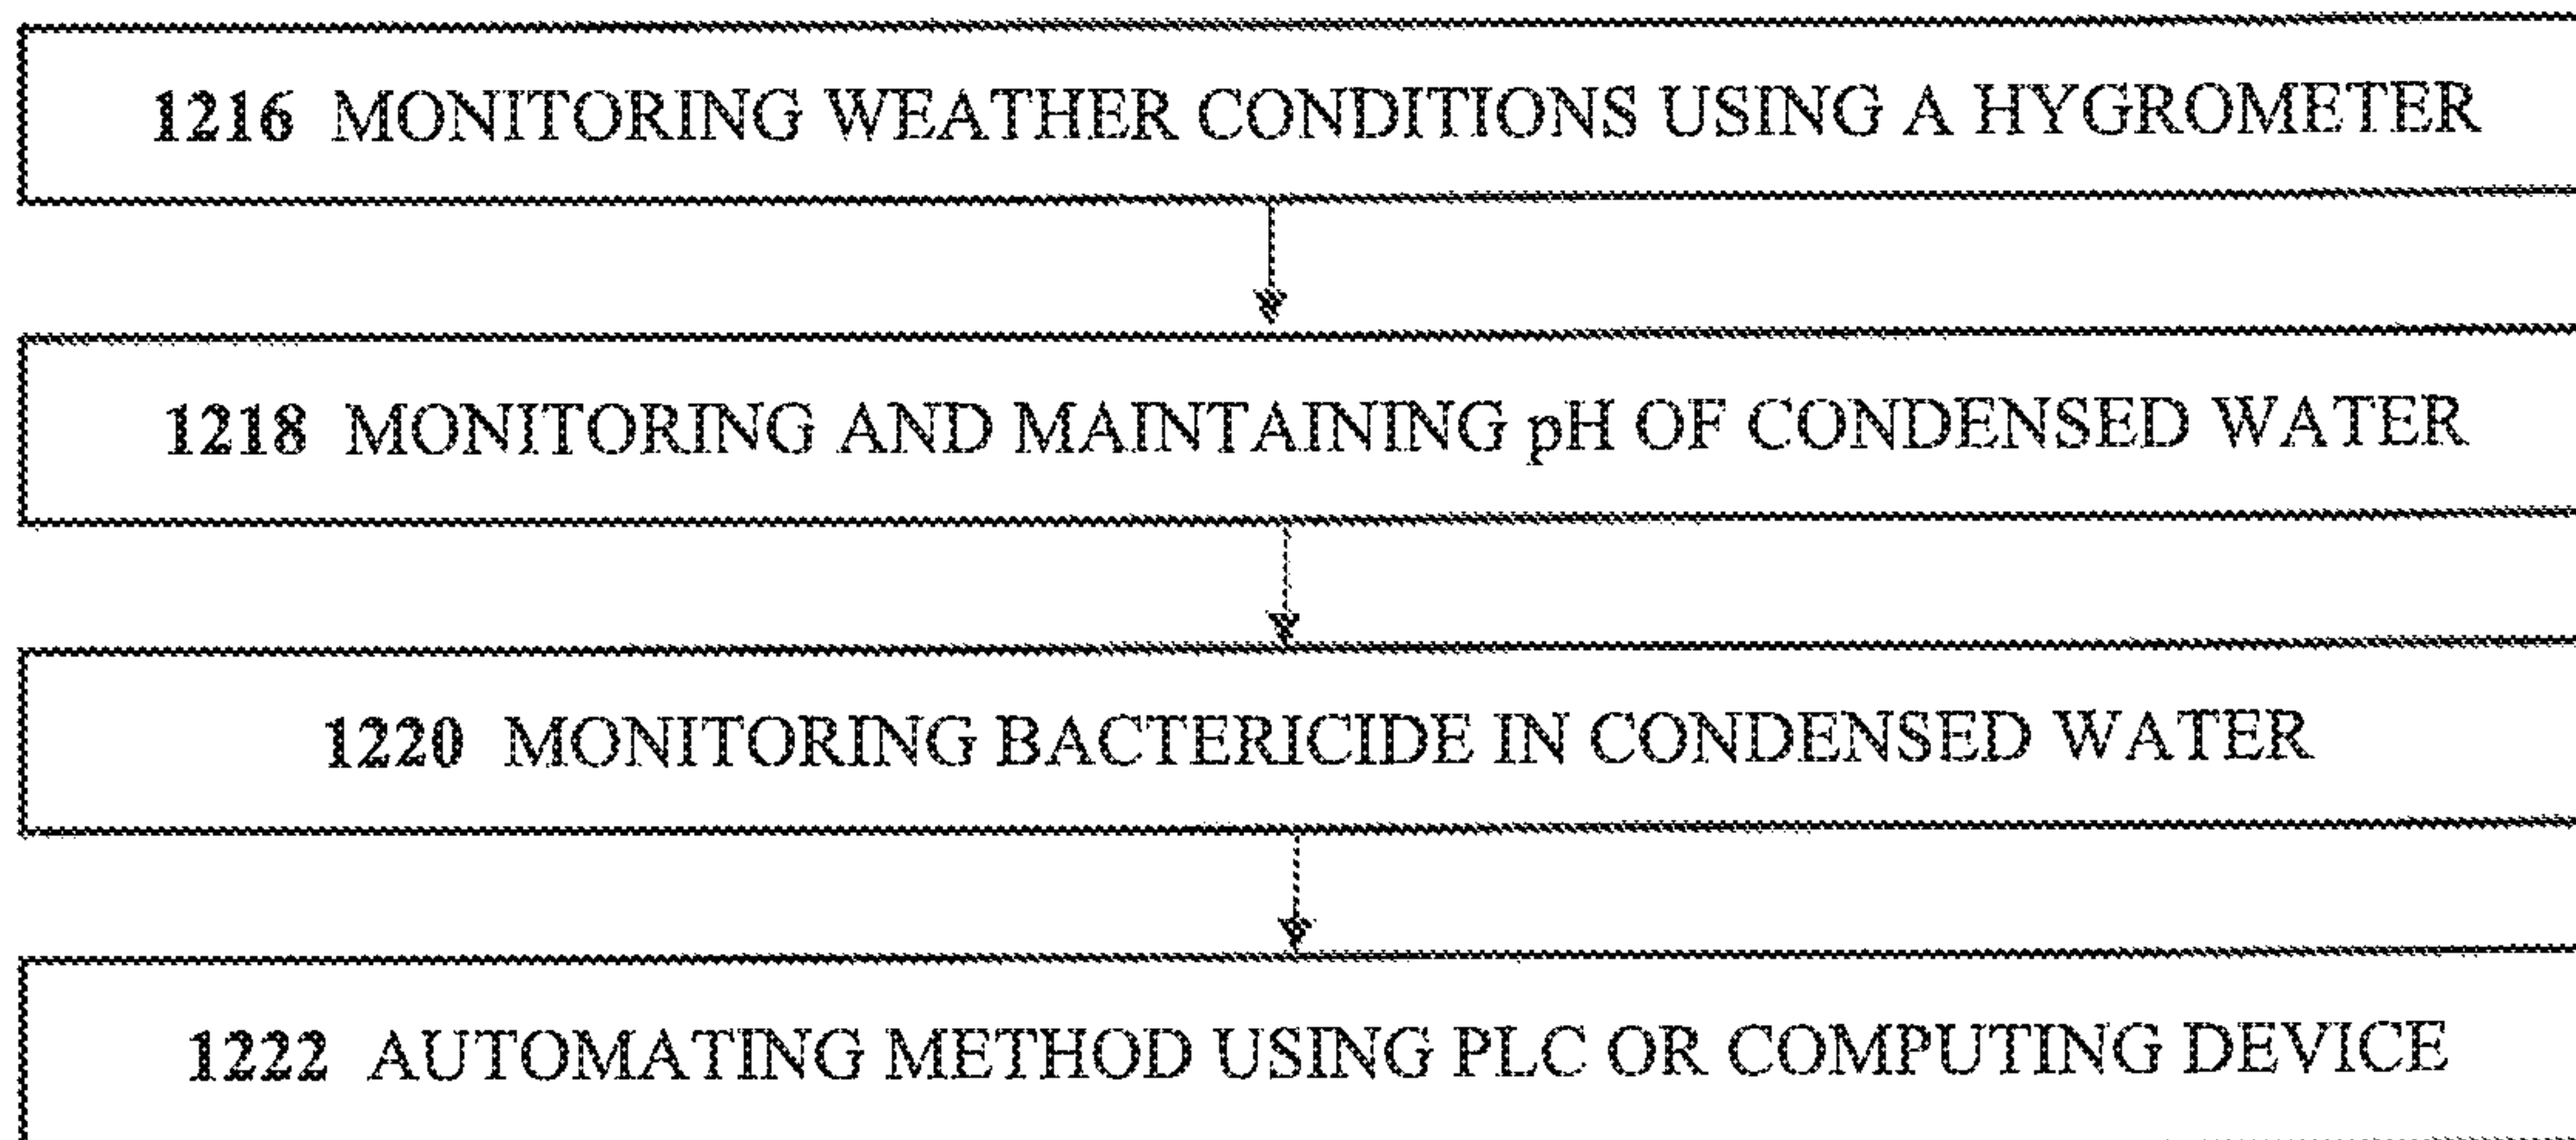 1216 MONITORING WEATHER CONDITIONS USING A HYGROMETER
1218 MONITORING AND MAINTAINING pH OF CONDENSED WATER
1220 MONITORING BACTERICIDE IN CONDENSED WATER
1222 AUTOMATING METHOD USING PLC OR COMPUTING DEVICE